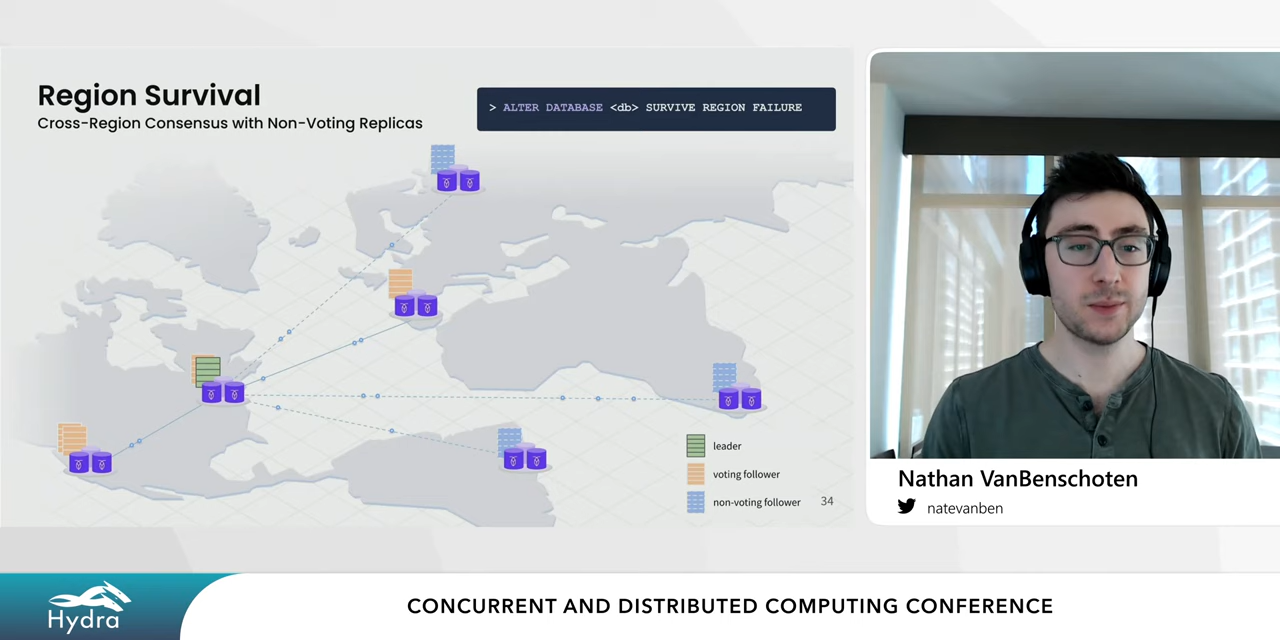 Region Survival
Cross-Region Consensus with Non-Voting Replicas
> ALTER DATABASE <db> SURVIVE REGION FAILURE
leader
voting follower
non-voting follower
34
Nathan VanBenschoten
natevanben
Hydra
CONCURRENT AND DISTRIBUTED COMPUTING CONFERENCE